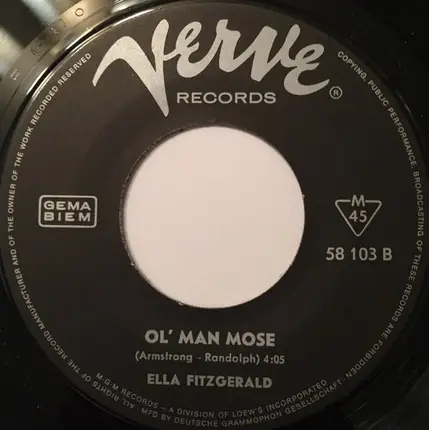 Verve
RECORDS
®
GEMA
BIEM
M
45
58 103 B
OL' MAN MOSE
(Armstrong - Randolph) 4:05
ELLA FITZGERALD
ALL RIGHTS OF THE RECORD MANUFACTURER AND OF THE OWNER OF THE WORK RECORDED RESERVED
COPYING, PUBLIC PERFORMANCE, BROADCASTING OF THESE RECORDS ARE FORBIDDEN
M.G.M RECORDS - A DIVISION OF LOEW'S INCORPORATED
MFD BY DEUTSCHE GRAMMOPHON GESELLSCHAFT